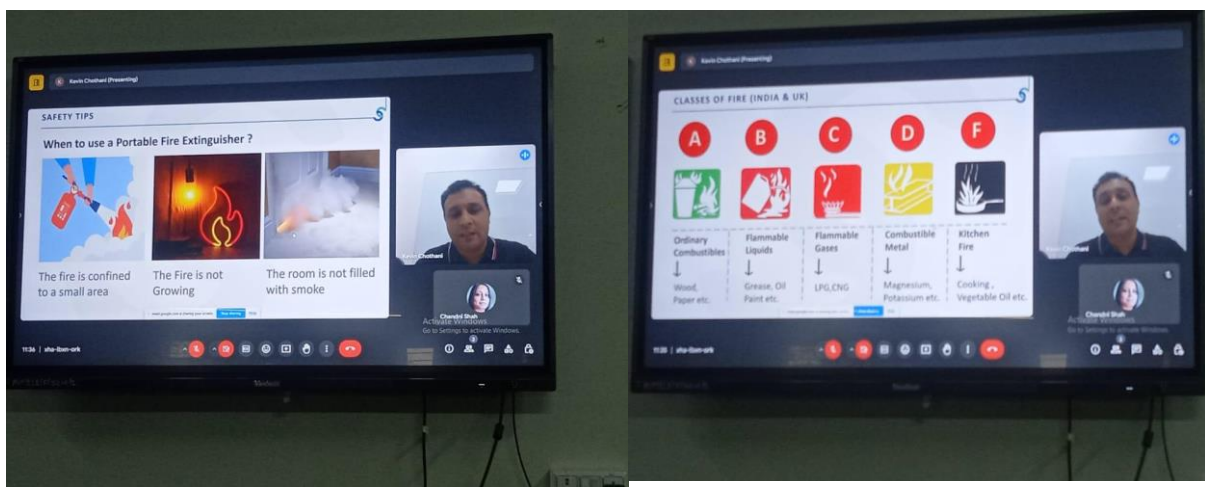 Kevin Chothani (Presenting)
SAFETY TIPS
When to use a Portable Fire Extinguisher ?
The fire is confined
to a small area
The Fire is not
Growing
The room is not filled
with smoke
Kevin Chothani
Chandni Shah
Activate Windows
Go to Settings to activate Windows.
11:36 | xha-ibxn-ork
ViewSonic
Kevin Chothani (Presenting)
CLASSES OF FIRE (INDIA & UK)
A B C D F
Ordinary
Combustibles
Flammable
Liquids
Flammable
Gases
Combustible
Metal
Kitchen
Fire
Wood,
Paper etc.
Grease, Oil
Paint etc.
LPG,CNG
Magnesium,
Potassium etc.
Cooking ,
Vegetable Oil etc.
Kevin Chothani
Chandni Shah
Activate Windows
Go to Settings to activate Windows.